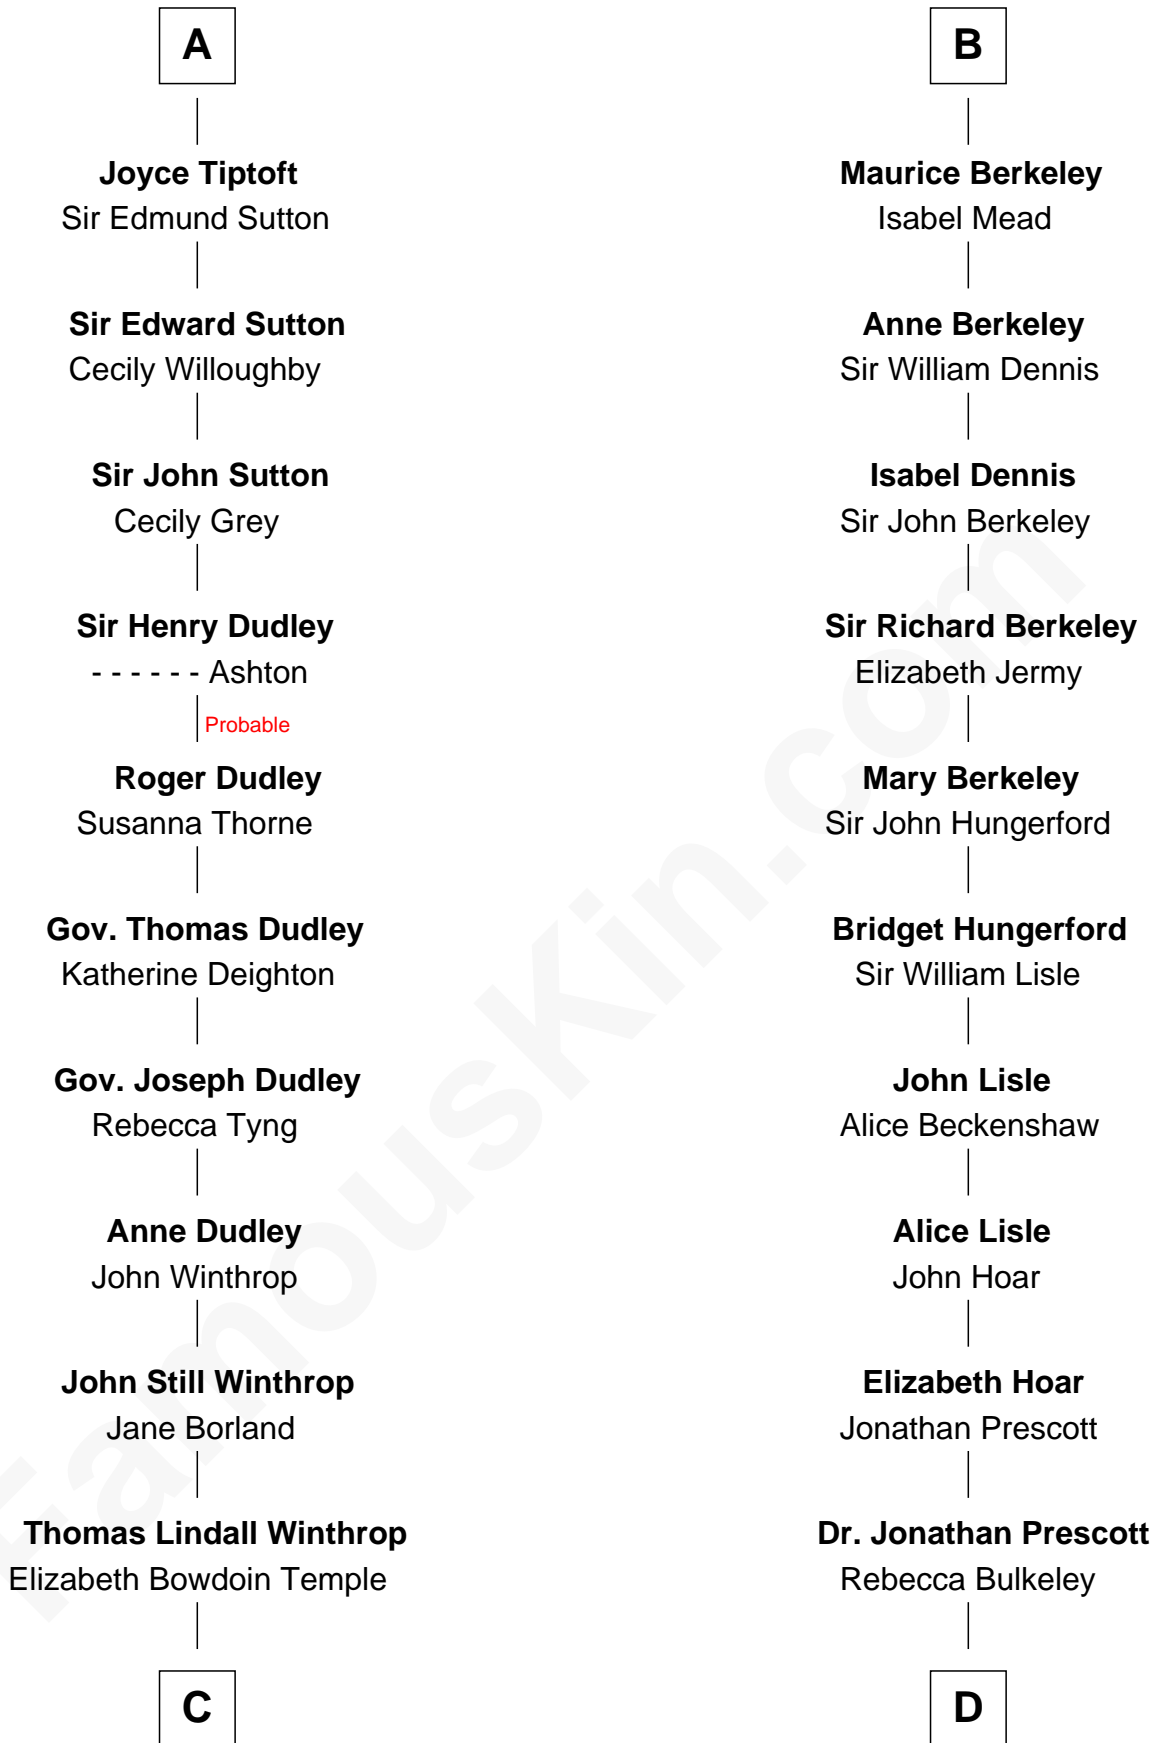 A
Joyce Tiptoft
Sir Edmund Sutton
Sir Edward Sutton
Cecily Willoughby
Sir John Sutton
Cecily Grey
Sir Henry Dudley
- - - - - - Ashton
Probable
Roger Dudley
Susanna Thorne
Gov. Thomas Dudley
Katherine Deighton
Gov. Joseph Dudley
Rebecca Tyng
Anne Dudley
John Winthrop
John Still Winthrop
Jane Borland
Thomas Lindall Winthrop
Elizabeth Bowdoin Temple
C
B
Maurice Berkeley
Isabel Mead
Anne Berkeley
Sir William Dennis
Isabel Dennis
Sir John Berkeley
Sir Richard Berkeley
Elizabeth Jermy
Mary Berkeley
Sir John Hungerford
Bridget Hungerford
Sir William Lisle
John Lisle
Alice Beckenshaw
Alice Lisle
John Hoar
Elizabeth Hoar
Jonathan Prescott
Dr. Jonathan Prescott
Rebecca Bulkeley
D
FamousKin.com